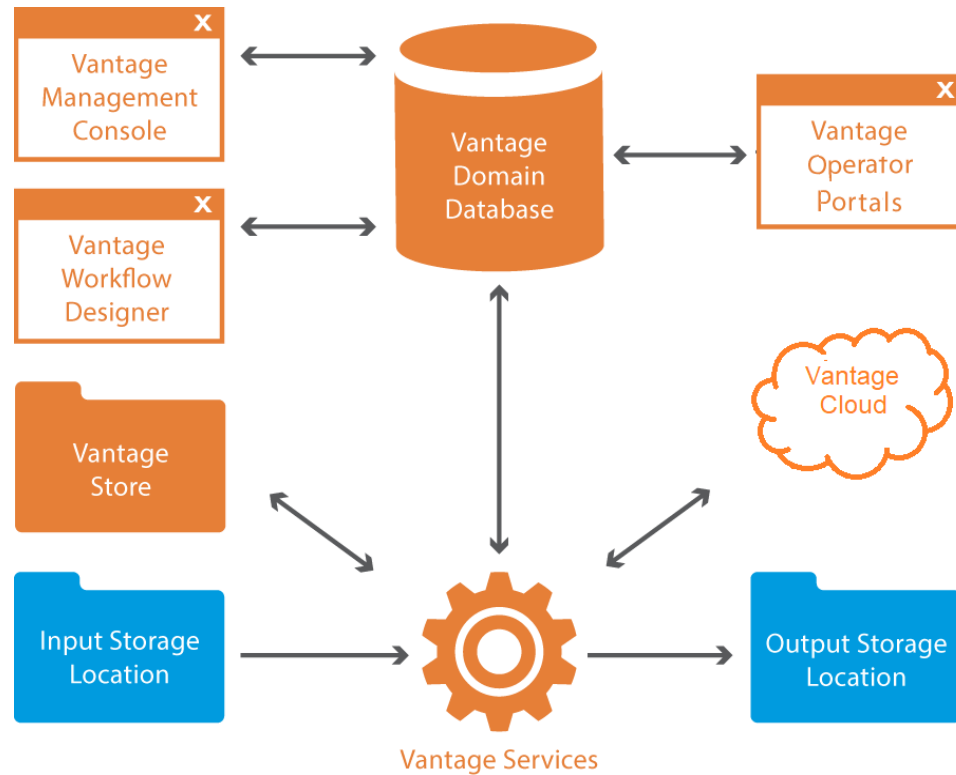 X
Vantage
Management
Console
Vantage
Domain
Database
X
Vantage
Operator
Portals
X
Vantage
Workflow
Designer
Vantage
Cloud
Vantage
Store
Input Storage
Location
Output Storage
Location
Vantage Services